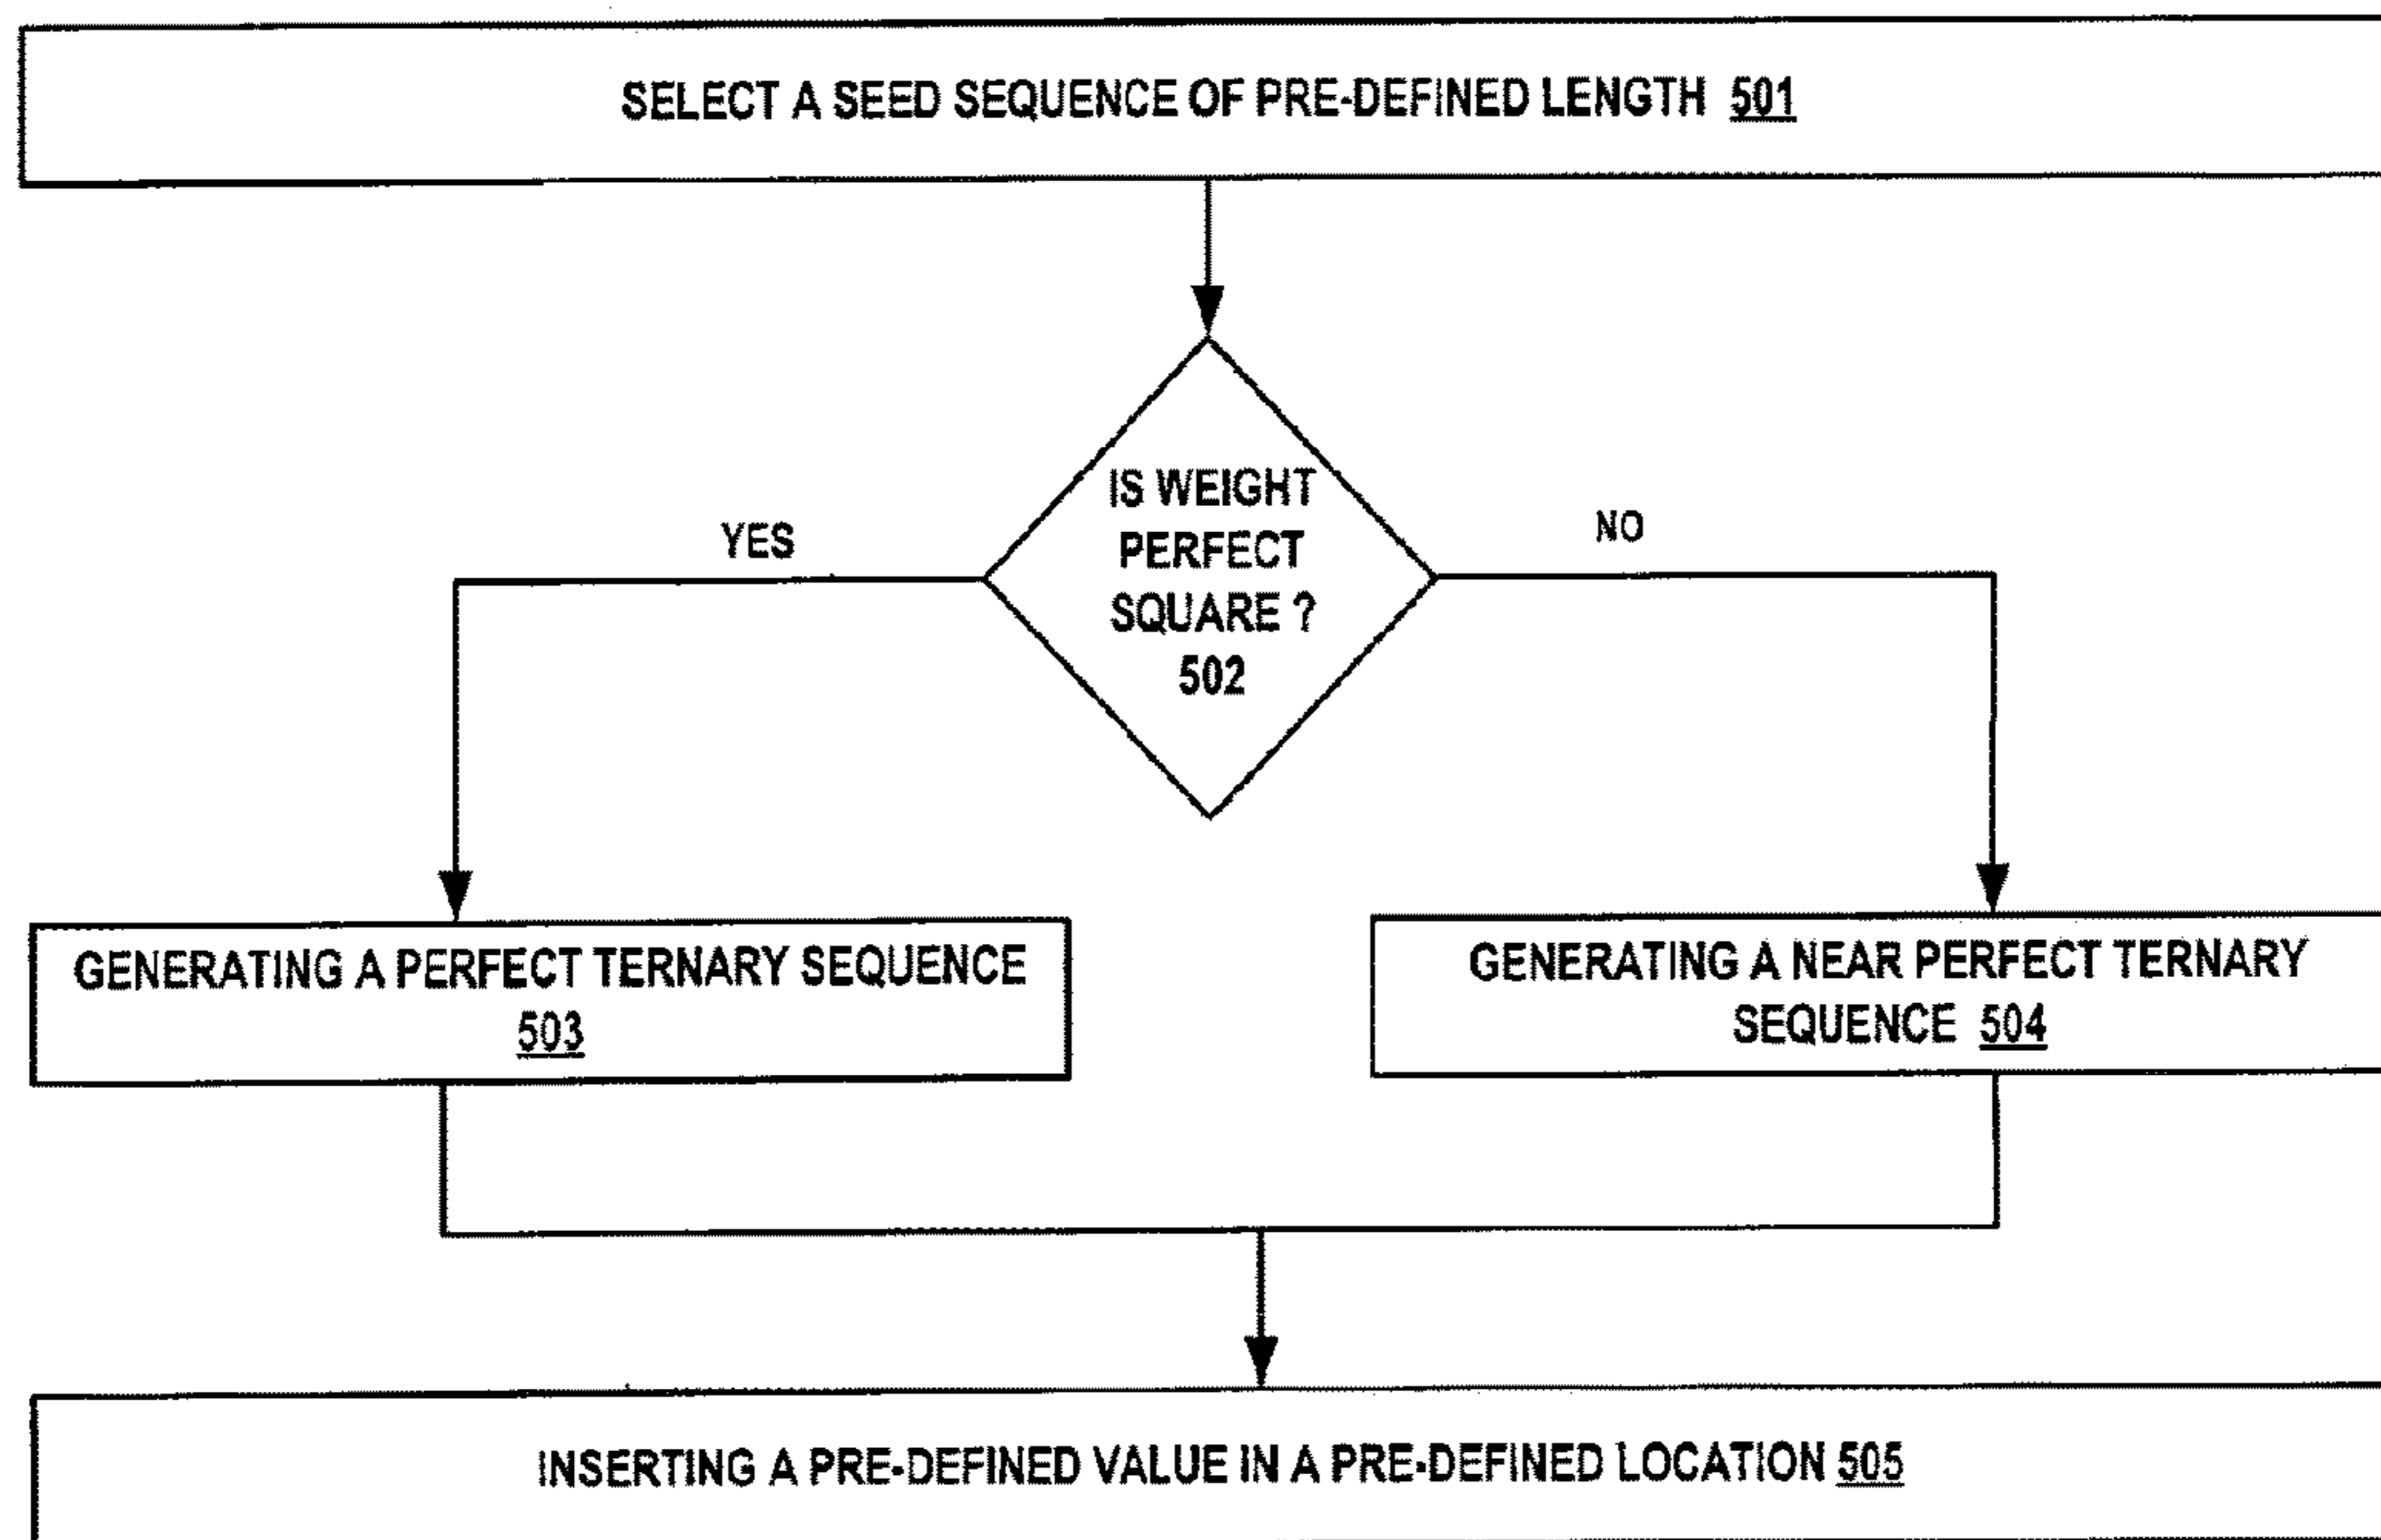 SELECT A SEED SEQUENCE OF PRE-DEFINED LENGTH 501
IS WEIGHT
PERFECT
SQUARE ?
502
YES
NO
GENERATING A PERFECT TERNARY SEQUENCE
503
GENERATING A NEAR PERFECT TERNARY
SEQUENCE 504
INSERTING A PRE-DEFINED VALUE IN A PRE-DEFINED LOCATION 505